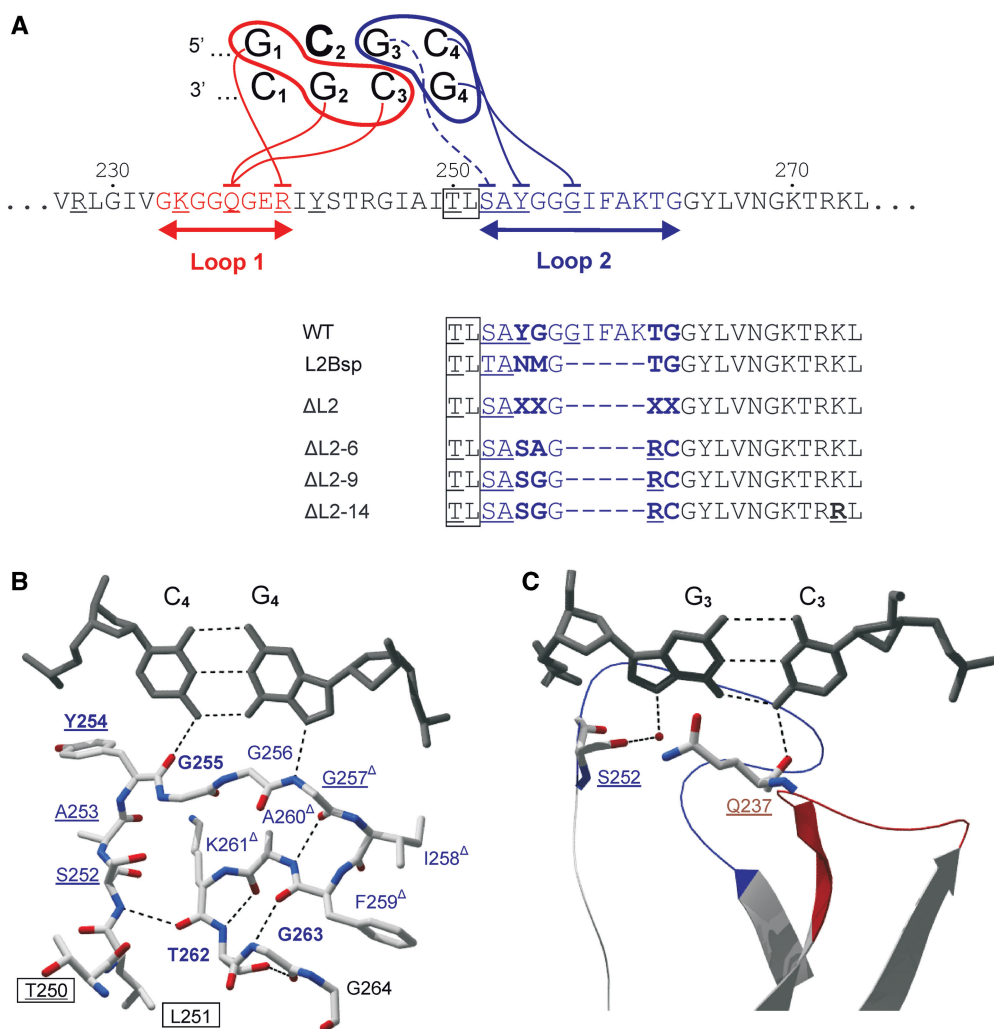 A
5' ... G1 C2 G3 C4
3' ... C1 G2 C3 G4
230 250 270
...VRLGIVGKGGQGERIYSTRGIAITLSAYGGGIFAKTGGYLVNGKTRKL...
Loop 1 Loop 2
WT TLSAYGGGIFAKTGGYLVNGKTRKL
L2Bsp TLTANMG-----TGGYLVNGKTRKL
ΔL2 TLSAXXG-----XXGYLVNGKTRKL
ΔL2-6 TLSASAG-----RCGYLVNGKTRKL
ΔL2-9 TLSASGG-----RCGYLVNGKTRKL
ΔL2-14 TLSASGG-----RCGYLVNGKTRRL
B
C4 G4
Y254
G255
G256
G257Δ
A253
A260Δ
K261Δ
I258Δ
S252
F259Δ
T262
G263
T250
L251
G264
C
G3 C3
S252
Q237